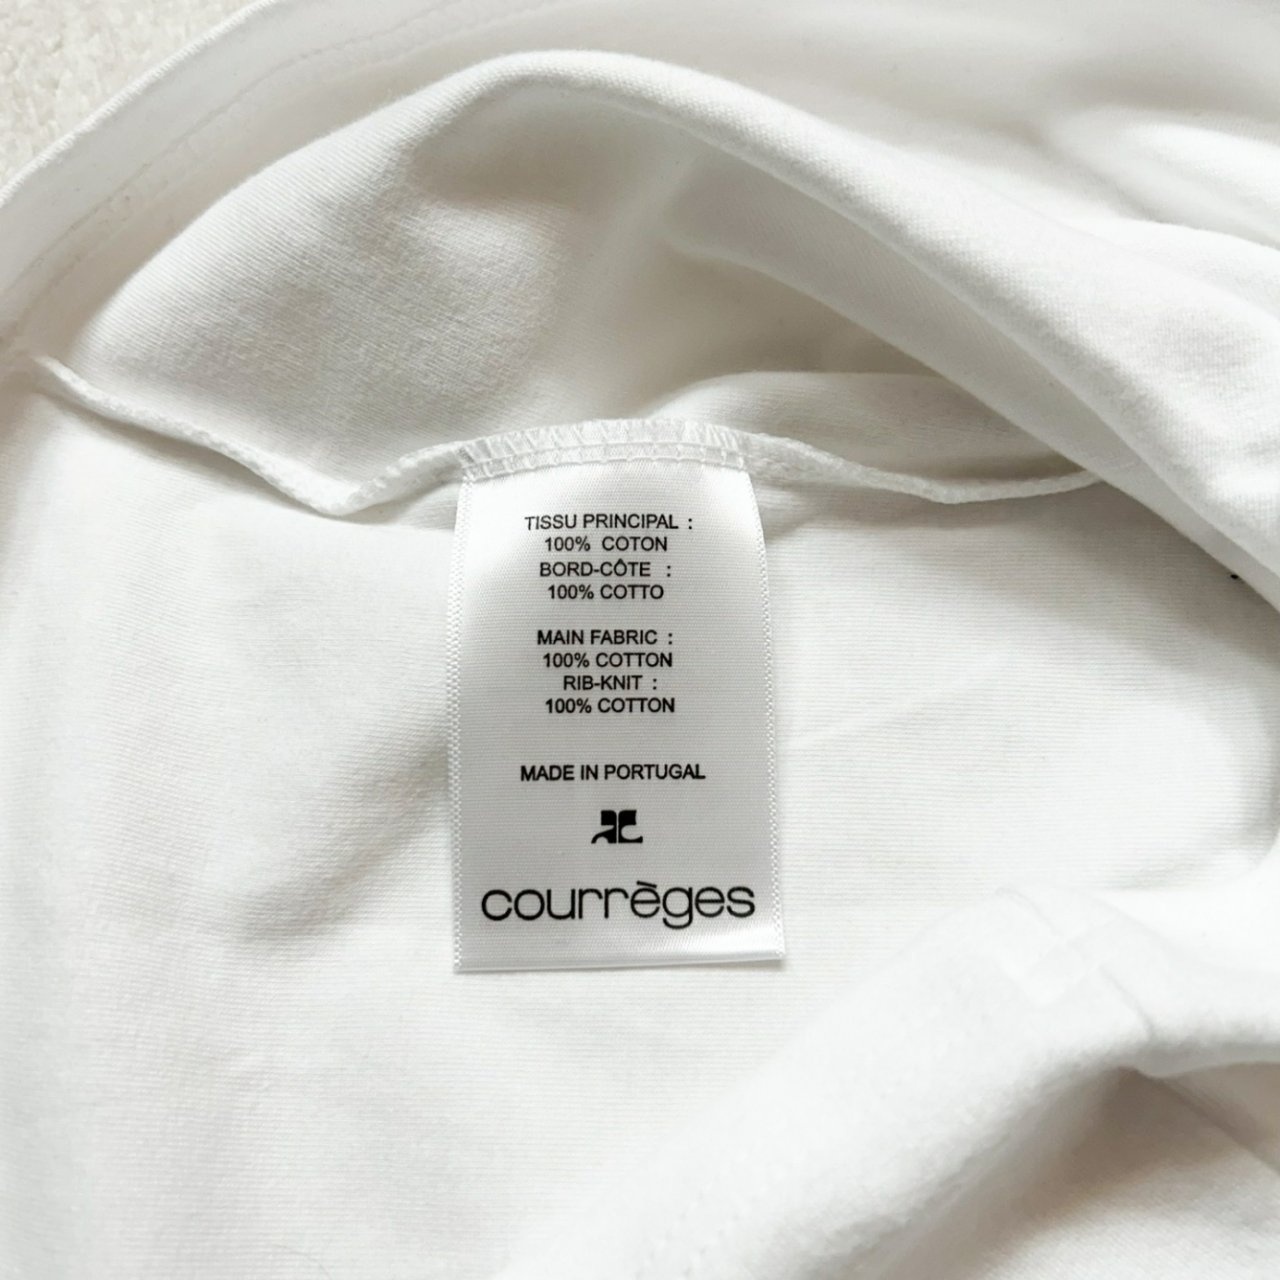 TISSU PRINCIPAL :
100% COTON
BORD-CÔTE :
100% COTTO
MAIN FABRIC :
100% COTTON
RIB-KNIT :
100% COTTON
MADE IN PORTUGAL
courrèges